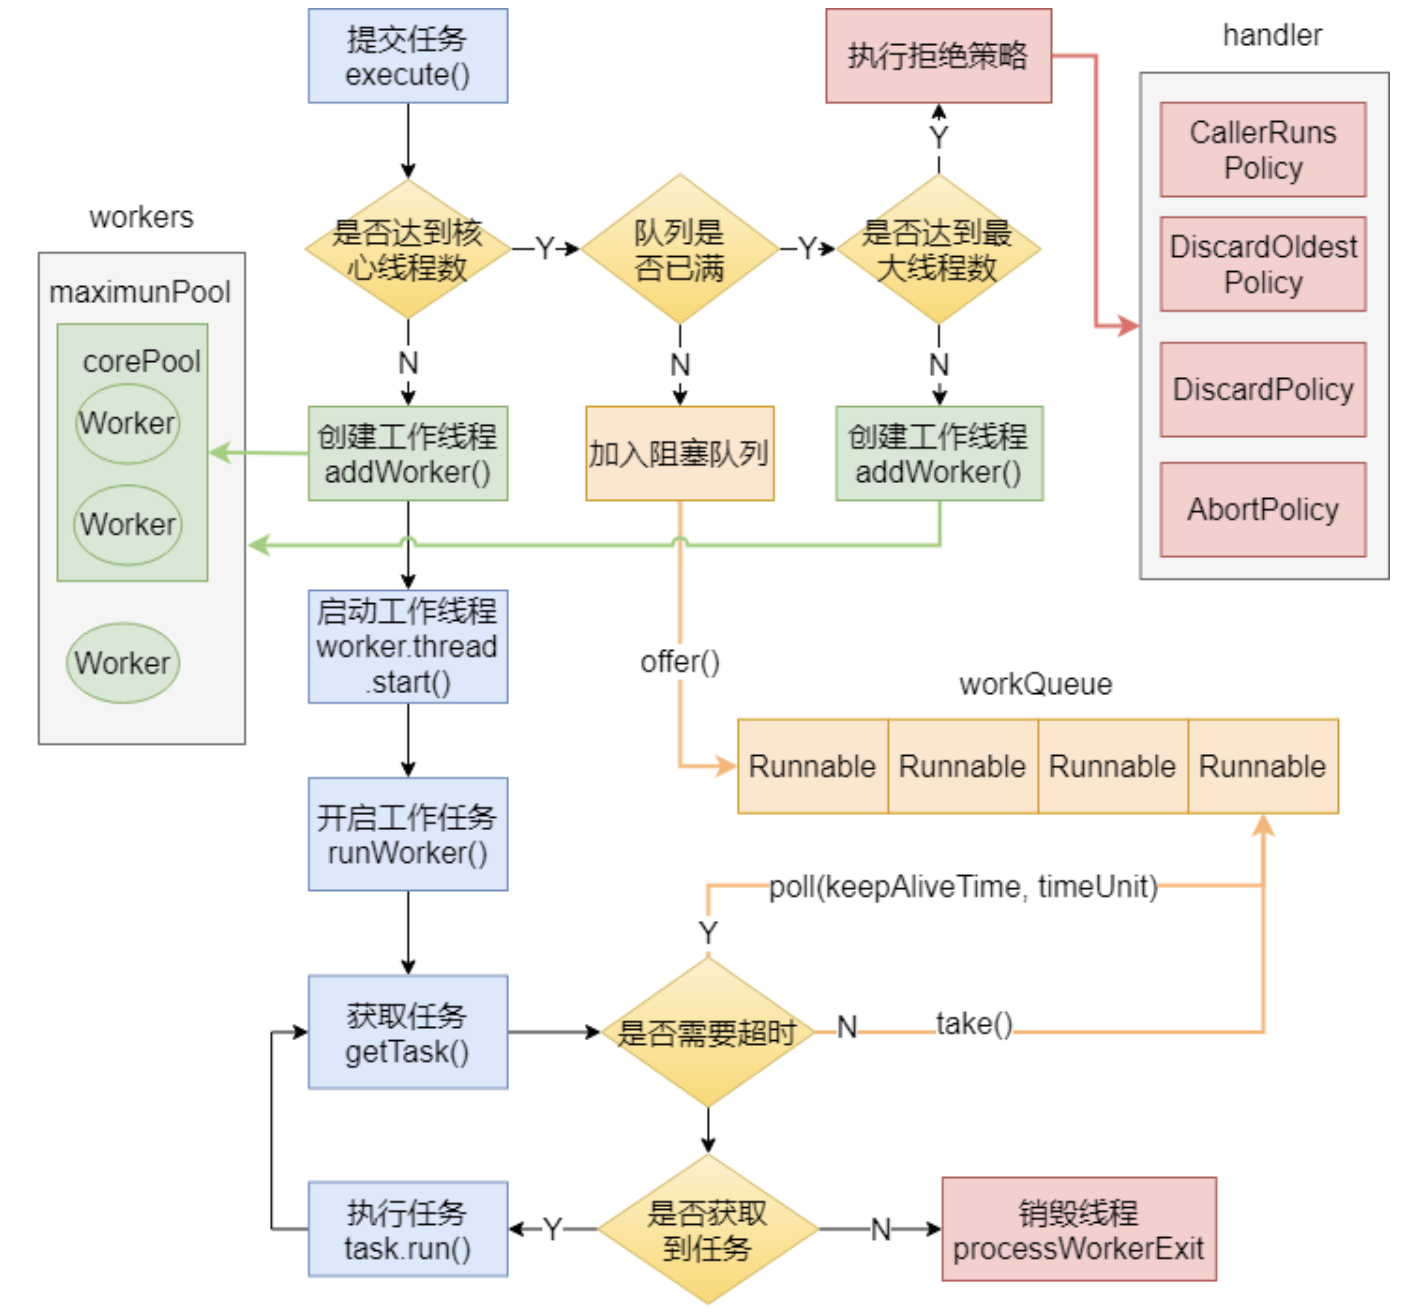 提交任务
execute()
执行拒绝策略
handler
CallerRuns
Policy
DiscardOldest
Policy
DiscardPolicy
AbortPolicy
Y
workers
maximunPool
corePool
Worker
Worker
Worker
是否达到核
心线程数
Y
队列是
否已满
Y
是否达到最
大线程数
N
N
N
创建工作线程
addWorker()
加入阻塞队列
创建工作线程
addWorker()
启动工作线程
worker.thread
.start()
offer()
workQueue
Runnable
Runnable
Runnable
Runnable
开启工作任务
runWorker()
poll(keepAliveTime, timeUnit)
Y
获取任务
getTask()
是否需要超时
N
take()
执行任务
task.run()
Y
是否获取
到任务
N
销毁线程
processWorkerExit